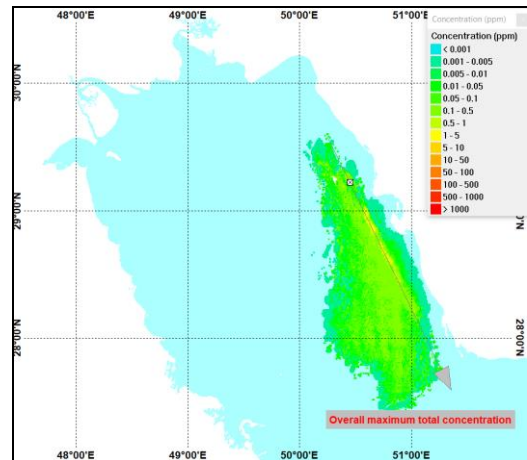 48°00'E 49°00'E 50°00'E 51°00'E
Concentration (ppm)
Concentration (ppm)
< 0.001
0.001 - 0.005
0.005 - 0.01
0.01 - 0.05
0.05 - 0.1
0.1 - 0.5
0.5 - 1
1 - 5
5 - 10
10 - 50
50 - 100
100 - 500
500 - 1000
> 1000
30°00'N
29°00'N
0'N
28°00'N
28°00'N
Overall maximum total concentration
48°00'E 49°00'E 50°00'E 51°00'E